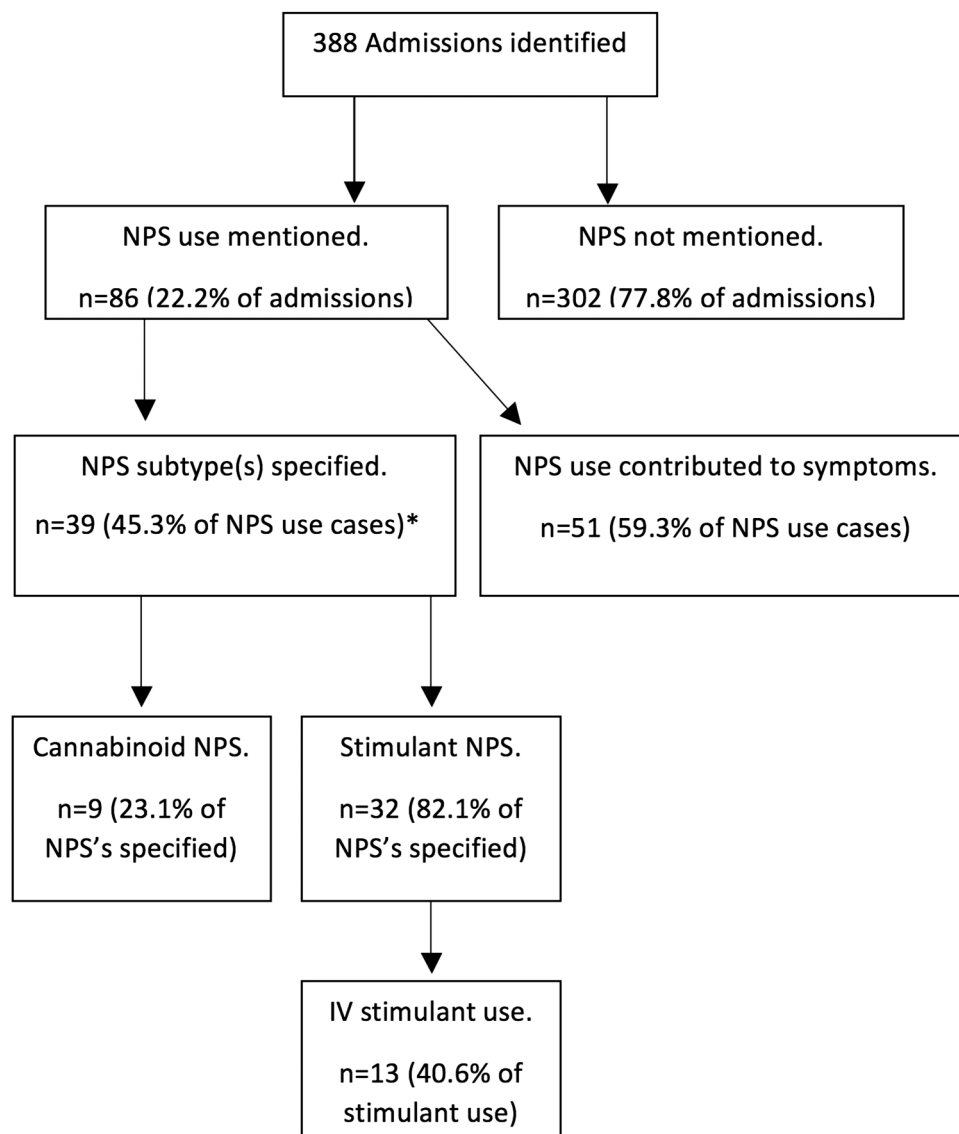 388 Admissions identified
NPS use mentioned.
n=86 (22.2% of admissions)
NPS not mentioned.
n=302 (77.8% of admissions)
NPS subtype(s) specified.
n=39 (45.3% of NPS use cases)*
NPS use contributed to symptoms.
n=51 (59.3% of NPS use cases)
Cannabinoid NPS.
n=9 (23.1% of
NPS’s specified)
Stimulant NPS.
n=32 (82.1% of
NPS’s specified)
IV stimulant use.
n=13 (40.6% of
stimulant use)